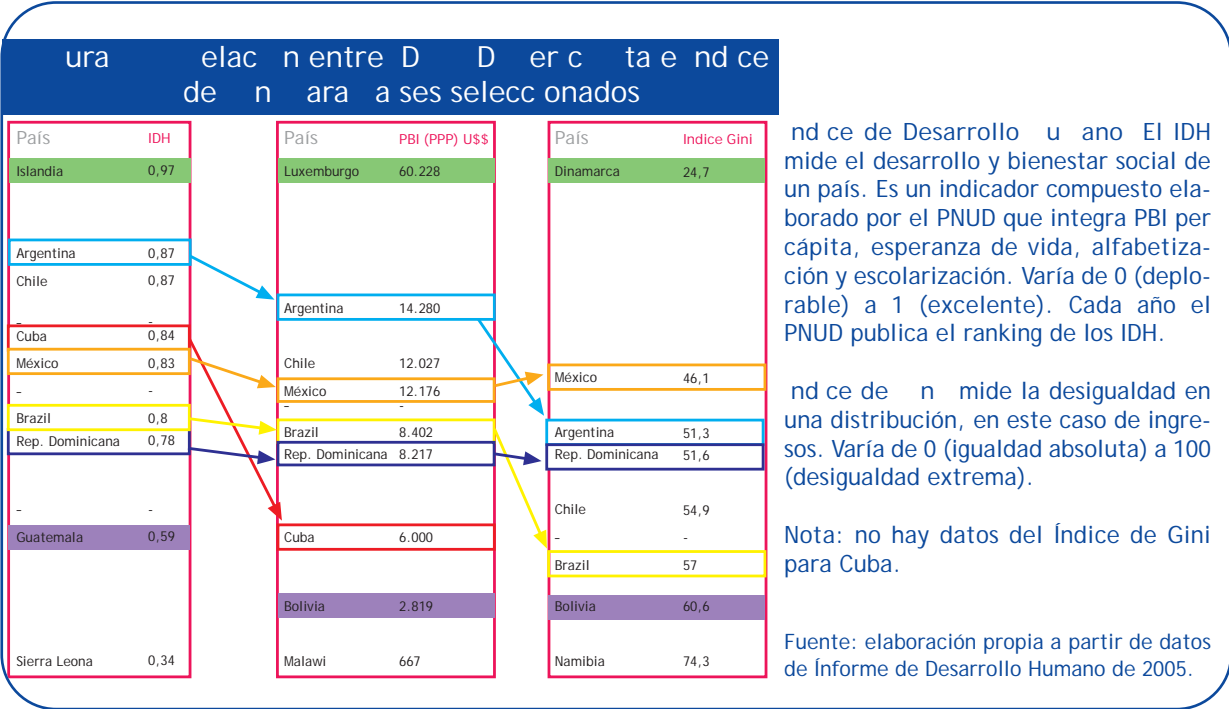 ura elac n entre D D er c ta e nd ce
de n ara a ses selecc onados
País IDH
Islandia 0,97
Argentina 0,87
Chile 0,87
- -
Cuba 0,84
México 0,83
- -
Brazil 0,8
Rep. Dominicana 0,78
- -
Guatemala 0,59
Sierra Leona 0,34
País PBI (PPP) U$$
Luxemburgo 60.228
Argentina 14.280
Chile 12.027
México 12.176
- -
Brazil 8.402
Rep. Dominicana 8.217
Cuba 6.000
Bolivia 2.819
Malawi 667
País Indice Gini
Dinamarca 24,7
México 46,1
Argentina 51,3
Rep. Dominicana 51,6
Chile 54,9
- -
Brazil 57
Bolivia 60,6
Namibia 74,3
nd ce de Desarrollo u ano El IDH
mide el desarrollo y bienestar social de
un país. Es un indicador compuesto ela-
borado por el PNUD que integra PBI per
cápita, esperanza de vida, alfabetiza-
ción y escolarización. Varía de 0 (deplo-
rable) a 1 (excelente). Cada año el
PNUD publica el ranking de los IDH.
nd ce de n mide la desigualdad en
una distribución, en este caso de ingre-
sos. Varía de 0 (igualdad absoluta) a 100
(desigualdad extrema).
Nota: no hay datos del Índice de Gini
para Cuba.
Fuente: elaboración propia a partir de datos
de Ínforme de Desarrollo Humano de 2005.